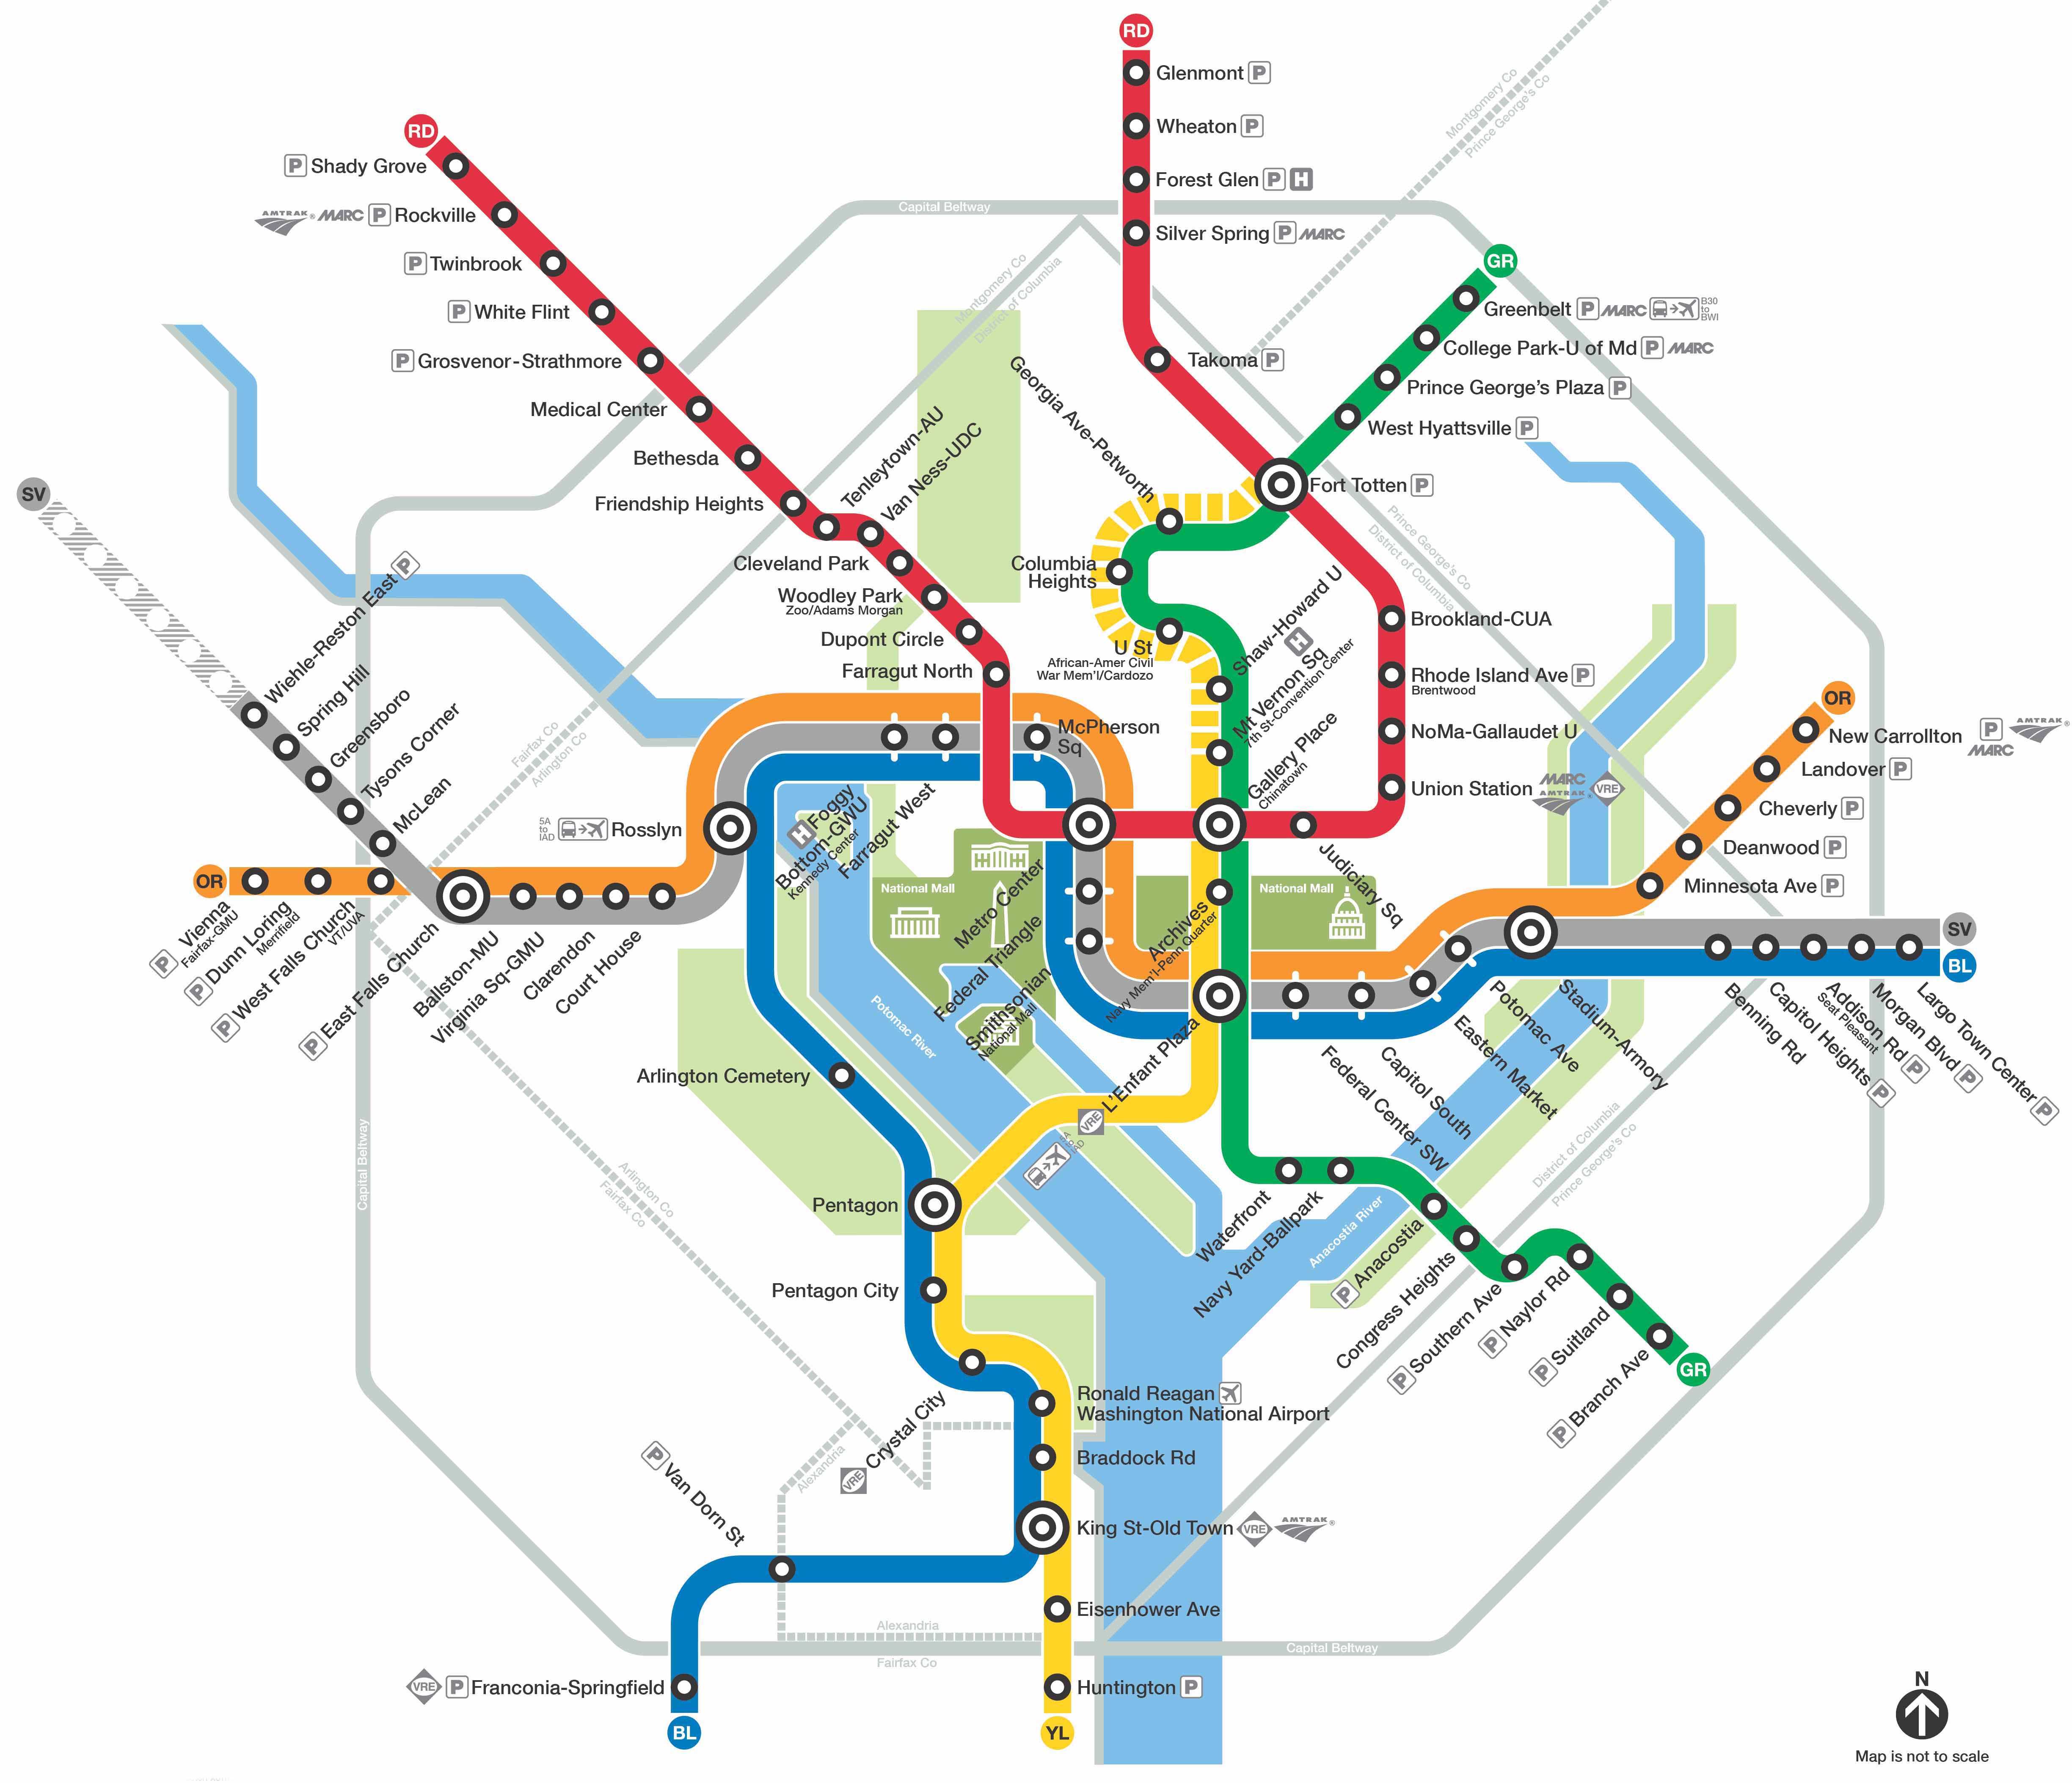 RD
Glenmont P
Wheaton P
Forest Glen P H
Silver Spring P MARC
Takoma P
RD
P Shady Grove
AMTRAK® MARC P Rockville
P Twinbrook
P White Flint
P Grosvenor-Strathmore
Medical Center
Bethesda
Friendship Heights
Tenleytown-AU
Van Ness-UDC
Cleveland Park
Woodley Park
Zoo/Adams Morgan
Dupont Circle
Farragut North
Capital Beltway
Montgomery Co
District of Columbia
Montgomery Co
Prince George's Co
GR
Greenbelt P MARC B30 to BWI
College Park-U of Md P MARC
Prince George's Plaza P
West Hyattsville P
Fort Totten P
Prince George's Co
District of Columbia
Georgia Ave-Petworth
Columbia
Heights
U St
African-Amer Civil
War Mem'l/Cardozo
Shaw-Howard U
H
Mt Vernon Sq
7th St-Convention Center
Gallery Place
Chinatown
Brookland-CUA
Rhode Island Ave P
Brentwood
NoMa-Gallaudet U
Union Station MARC AMTRAK® VRE
Judiciary Sq
SV
Wiehle-Reston East P
Spring Hill
Greensboro
Tysons Corner
McLean
Fairfax Co
Arlington Co
5A to IAD Rosslyn
OR
P Vienna
Fairfax-GMU
P Dunn Loring
Merrifield
P West Falls Church
VT/UVA
P East Falls Church
Ballston-MU
Virginia Sq-GMU
Clarendon
Court House
H Foggy
Bottom-GWU
Kennedy Center
Farragut West
McPherson
Sq
Metro Center
Federal Triangle
Smithsonian
National Mall
National Mall
National Mall
Archives
Navy Mem'l-Penn Quarter
VRE L'Enfant Plaza
5A to IAD
Federal Center SW
Capitol South
Eastern Market
Potomac Ave
Stadium-Armory
OR
New Carrollton P AMTRAK®
MARC
Landover P
Cheverly P
Deanwood P
Minnesota Ave P
SV
BL
Benning Rd
Capitol Heights P
Addison Rd P
Seat Pleasant
Morgan Blvd P
Largo Town Center P
Potomac River
Arlington Cemetery
Pentagon
Pentagon City
VRE Crystal City
Ronald Reagan
Washington National Airport
Braddock Rd
King St-Old Town VRE AMTRAK®
Eisenhower Ave
Huntington P
YL
P Van Dorn St
VRE P Franconia-Springfield
BL
Capital Beltway
Arlington Co
Fairfax Co
Alexandria
Alexandria
Fairfax Co
Capital Beltway
Waterfront
Navy Yard-Ballpark
Anacostia River
P Anacostia
Congress Heights
P Southern Ave
P Naylor Rd
P Suitland
P Branch Ave
GR
District of Columbia
Prince George's Co
N
Map is not to scale